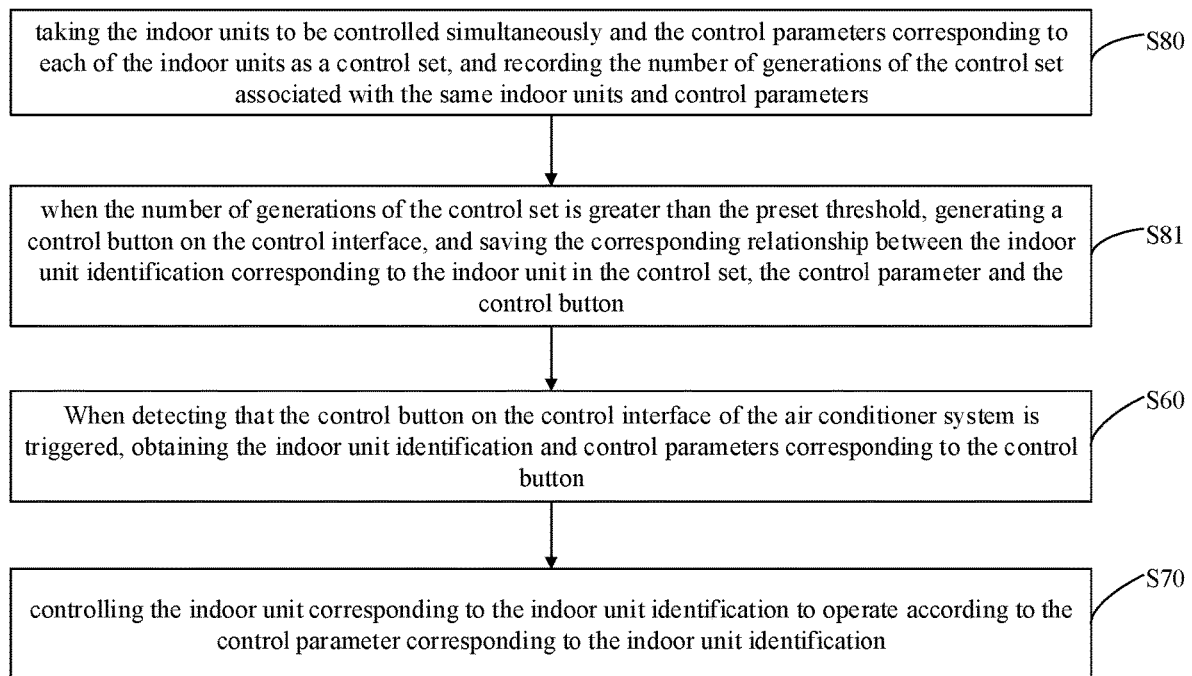 taking the indoor units to be controlled simultaneously and the control parameters corresponding to
each of the indoor units as a control set, and recording the number of generations of the control set
associated with the same indoor units and control parameters
S80
when the number of generations of the control set is greater than the preset threshold, generating a
control button on the control interface, and saving the corresponding relationship between the indoor
unit identification corresponding to the indoor unit in the control set, the control parameter and the
control button
S81
When detecting that the control button on the control interface of the air conditioner system is
triggered, obtaining the indoor unit identification and control parameters corresponding to the control
button
S60
controlling the indoor unit corresponding to the indoor unit identification to operate according to the
control parameter corresponding to the indoor unit identification
S70